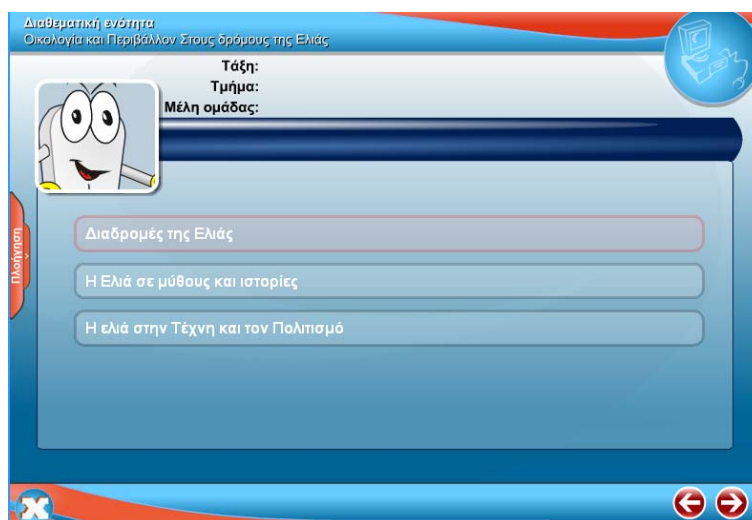 Διαθεματική ενότητα
Οικολογία και Περιβάλλον Στους δρόμους της Ελιάς
Τάξη:
Τμήμα:
Μέλη ομάδας:
Πλοήγηση
Διαδρομές της Ελιάς
Η Ελιά σε μύθους και ιστορίες
Η ελιά στην Τέχνη και τον Πολιτισμό